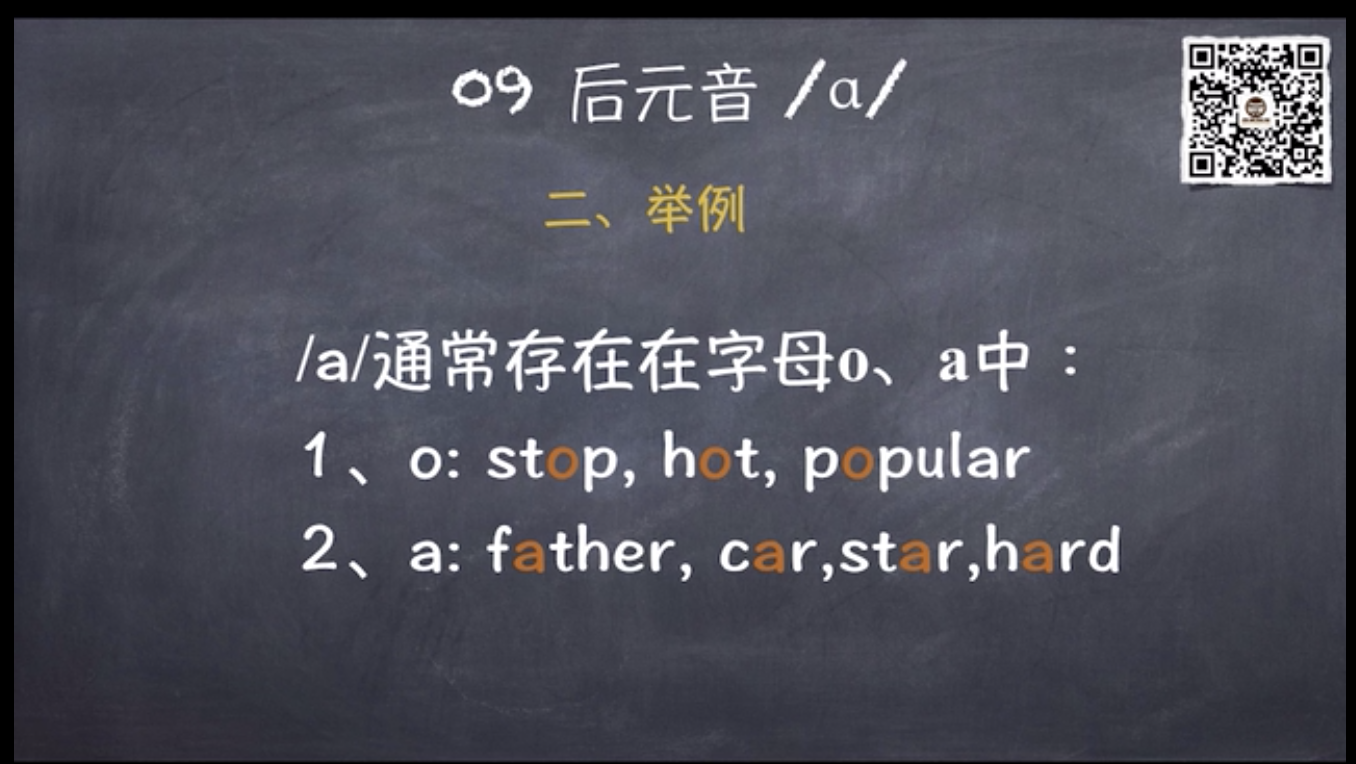 09 后元音 /ɑ/
二、举例
/a/通常存在在字母o、a中：
1、o: stop, hot, popular
2、a: father, car,star,hard